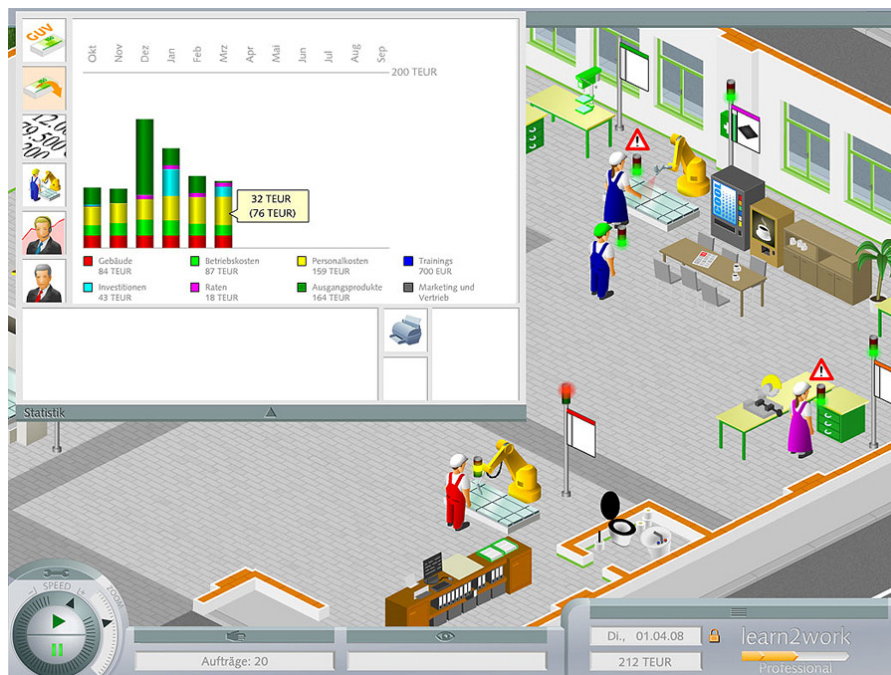 GUV
Okt Nov Dez Jan Feb Mrz Apr Mai Jun Jul Aug Sep
200 TEUR
32 TEUR
(76 TEUR)
Gebäude Betriebskosten Personalkosten Trainings
84 TEUR 87 TEUR 159 TEUR 700 EUR
Investitionen Raten Ausgangsprodukte Marketing und
43 TEUR 18 TEUR 164 TEUR Vertrieb
Statistik
SPEED
ZOOM
Aufträge: 20
Di., 01.04.08
212 TEUR
learn2work
Professional